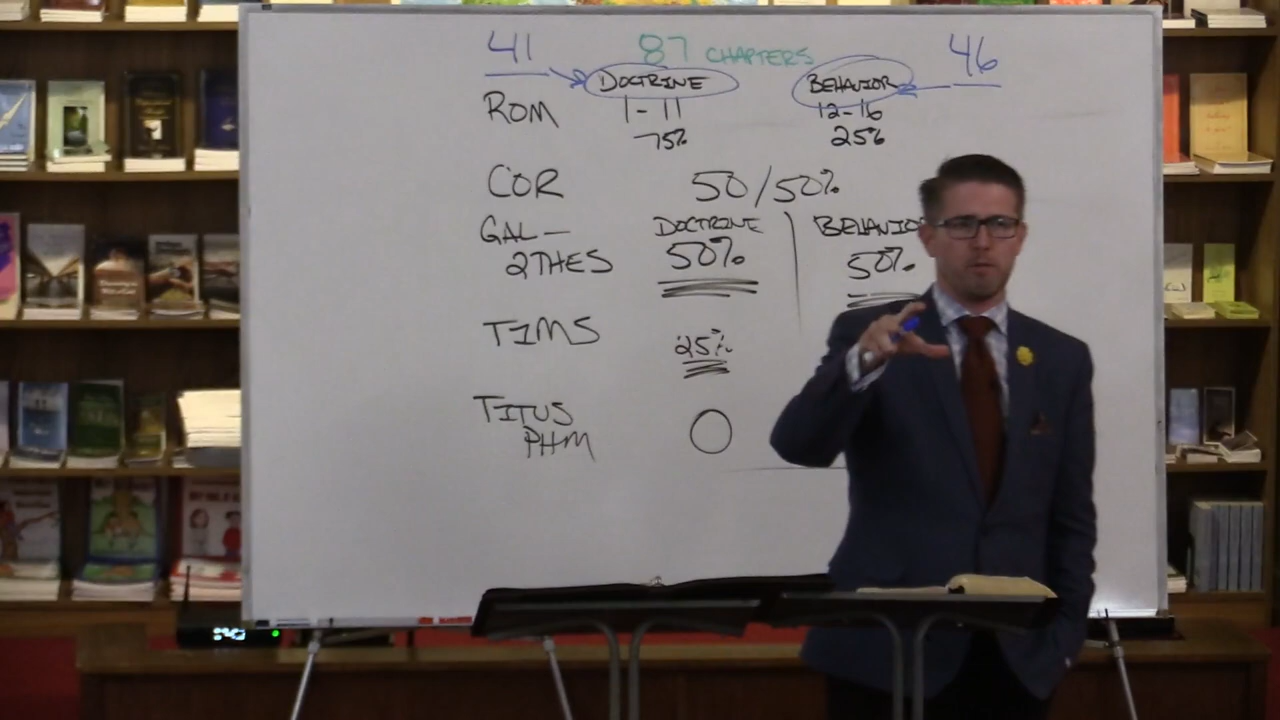 41 87 CHAPTERS 46
DOCTRINE BEHAVIOR
ROM 1-11 12-16
75% 25%
COR 50/50%
GAL- DOCTRINE BEHAVIO
2THES 50% 50%
TIMS 25%
TITUS
PHM